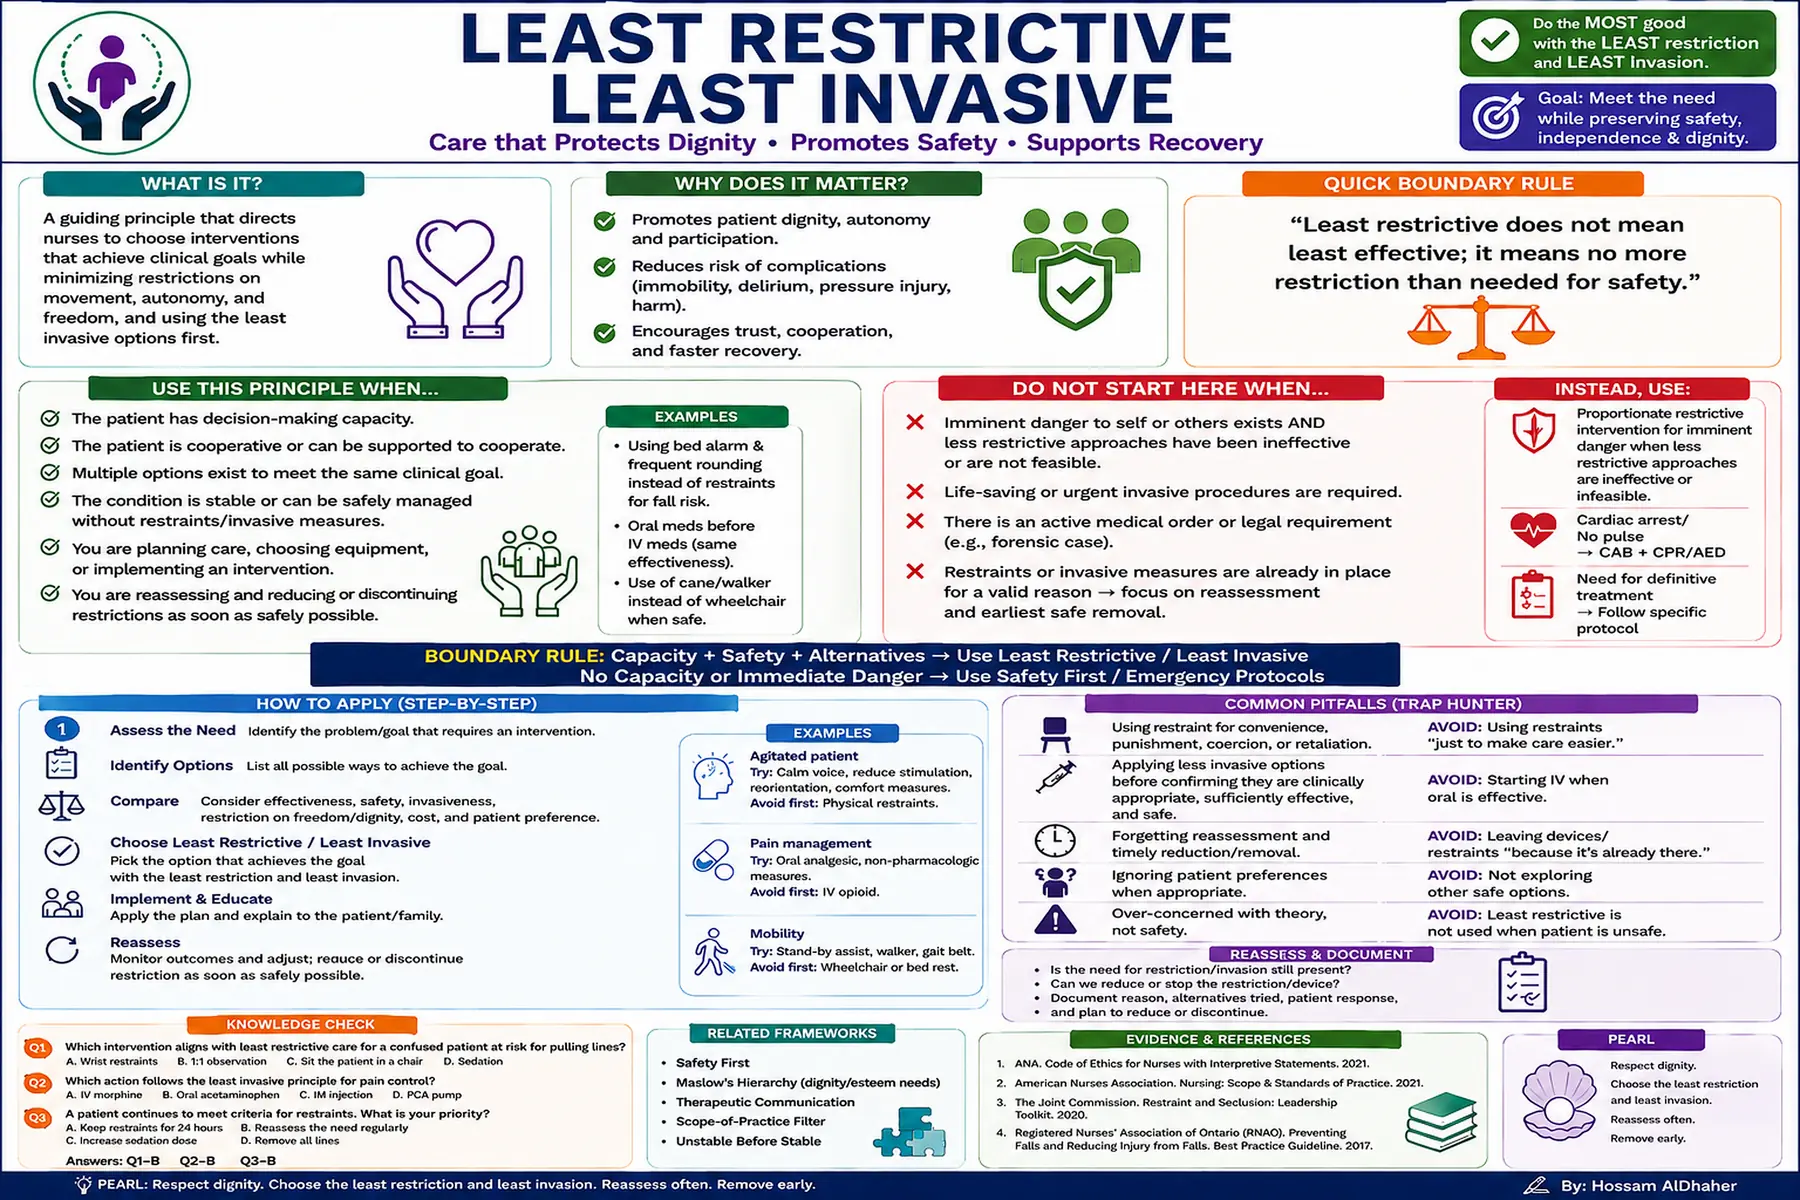 LEAST RESTRICTIVE
LEAST INVASIVE
Care that Protects Dignity • Promotes Safety • Supports Recovery
Do the MOST good
with the LEAST restriction
and LEAST Invasion.
Goal: Meet the need
while preserving safety,
independence & dignity.
WHAT IS IT?
A guiding principle that directs
nurses to choose interventions
that achieve clinical goals while
minimizing restrictions on
movement, autonomy, and
freedom, and using the least
invasive options first.
WHY DOES IT MATTER?
Promotes patient dignity, autonomy
and participation.
Reduces risk of complications
(immobility, delirium, pressure injury,
harm).
Encourages trust, cooperation,
and faster recovery.
QUICK BOUNDARY RULE
“Least restrictive does not mean
least effective; it means no more
restriction than needed for safety.”
USE THIS PRINCIPLE WHEN...
The patient has decision-making capacity.
The patient is cooperative or can be supported to cooperate.
Multiple options exist to meet the same clinical goal.
The condition is stable or can be safely managed
without restraints/invasive measures.
You are planning care, choosing equipment,
or implementing an intervention.
You are reassessing and reducing or discontinuing
restrictions as soon as safely possible.
EXAMPLES
• Using bed alarm &
frequent rounding
instead of restraints
for fall risk.
• Oral meds before
IV meds (same
effectiveness).
• Use of cane/walker
instead of wheelchair
when safe.
DO NOT START HERE WHEN...
Imminent danger to self or others exists AND
less restrictive approaches have been ineffective
or are not feasible.
Life-saving or urgent invasive procedures are required.
There is an active medical order or legal requirement
(e.g., forensic case).
Restraints or invasive measures are already in place
for a valid reason → focus on reassessment
and earliest safe removal.
INSTEAD, USE:
Proportionate restrictive
intervention for imminent
danger when less
restrictive approaches
are ineffective or
infeasible.
Cardiac arrest/
No pulse
→ CAB + CPR/AED
Need for definitive
treatment
→ Follow specific
protocol
BOUNDARY RULE: Capacity + Safety + Alternatives → Use Least Restrictive / Least Invasive
No Capacity or Immediate Danger → Use Safety First / Emergency Protocols
HOW TO APPLY (STEP-BY-STEP)
1 Assess the Need Identify the problem/goal that requires an intervention.
Identify Options List all possible ways to achieve the goal.
Compare Consider effectiveness, safety, invasiveness,
restriction on freedom/dignity, cost, and patient preference.
Choose Least Restrictive / Least Invasive
Pick the option that achieves the goal
with the least restriction and least invasion.
Implement & Educate
Apply the plan and explain to the patient/family.
Reassess
Monitor outcomes and adjust; reduce or discontinue
restriction as soon as safely possible.
EXAMPLES
Agitated patient
Try: Calm voice, reduce stimulation,
reorientation, comfort measures.
Avoid first: Physical restraints.
Pain management
Try: Oral analgesic, non-pharmacologic
measures.
Avoid first: IV opioid.
Mobility
Try: Stand-by assist, walker, gait belt.
Avoid first: Wheelchair or bed rest.
COMMON PITFALLS (TRAP HUNTER)
Using restraint for convenience,
punishment, coercion, or retaliation.
AVOID: Using restraints
“just to make care easier.”
Applying less invasive options
before confirming they are clinically
appropriate, sufficiently effective,
and safe.
AVOID: Starting IV when
oral is effective.
Forgetting reassessment and
timely reduction/removal.
AVOID: Leaving devices/
restraints “because it's already there.”
Ignoring patient preferences
when appropriate.
AVOID: Not exploring
other safe options.
Over-concerned with theory,
not safety.
AVOID: Least restrictive is
not used when patient is unsafe.
REASSESS & DOCUMENT
• Is the need for restriction/invasion still present?
• Can we reduce or stop the restriction/device?
• Document reason, alternatives tried, patient response,
• and plan to reduce or discontinue.
KNOWLEDGE CHECK
Q1 Which intervention aligns with least restrictive care for a confused patient at risk for pulling lines?
A. Wrist restraints B. 1:1 observation C. Sit the patient in a chair D. Sedation
Q2 Which action follows the least invasive principle for pain control?
A. IV morphine B. Oral acetaminophen C. IM injection D. PCA pump
Q3 A patient continues to meet criteria for restraints. What is your priority?
A. Keep restraints for 24 hours B. Reassess the need regularly
C. Increase sedation dose D. Remove all lines
Answers: Q1–B Q2–B Q3–B
RELATED FRAMEWORKS
• Safety First
• Maslow's Hierarchy (dignity/esteem needs)
• Therapeutic Communication
• Scope-of-Practice Filter
• Unstable Before Stable
EVIDENCE & REFERENCES
1. ANA. Code of Ethics for Nurses with Interpretive Statements. 2021.
2. American Nurses Association. Nursing: Scope & Standards of Practice. 2021.
3. The Joint Commission. Restraint and Seclusion: Leadership
Toolkit. 2020.
4. Registered Nurses' Association of Ontario (RNAO). Preventing
Falls and Reducing Injury from Falls. Best Practice Guideline. 2017.
PEARL
Respect dignity.
Choose the least restriction
and least invasion.
Reassess often.
Remove early.
PEARL: Respect dignity. Choose the least restriction and least invasion. Reassess often. Remove early.
By: Hossam AlDhaher